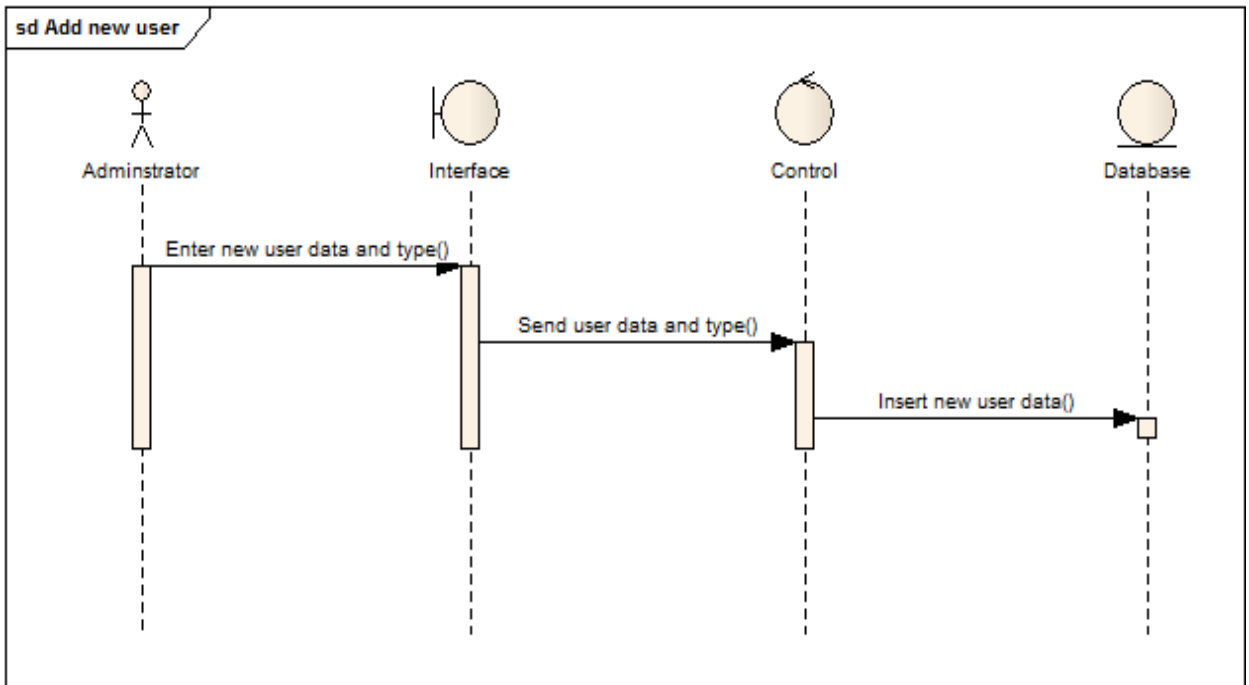 sd Add new user
Adminstrator
Interface
Control
Database
Enter new user data and type()
Send user data and type()
Insert new user data()